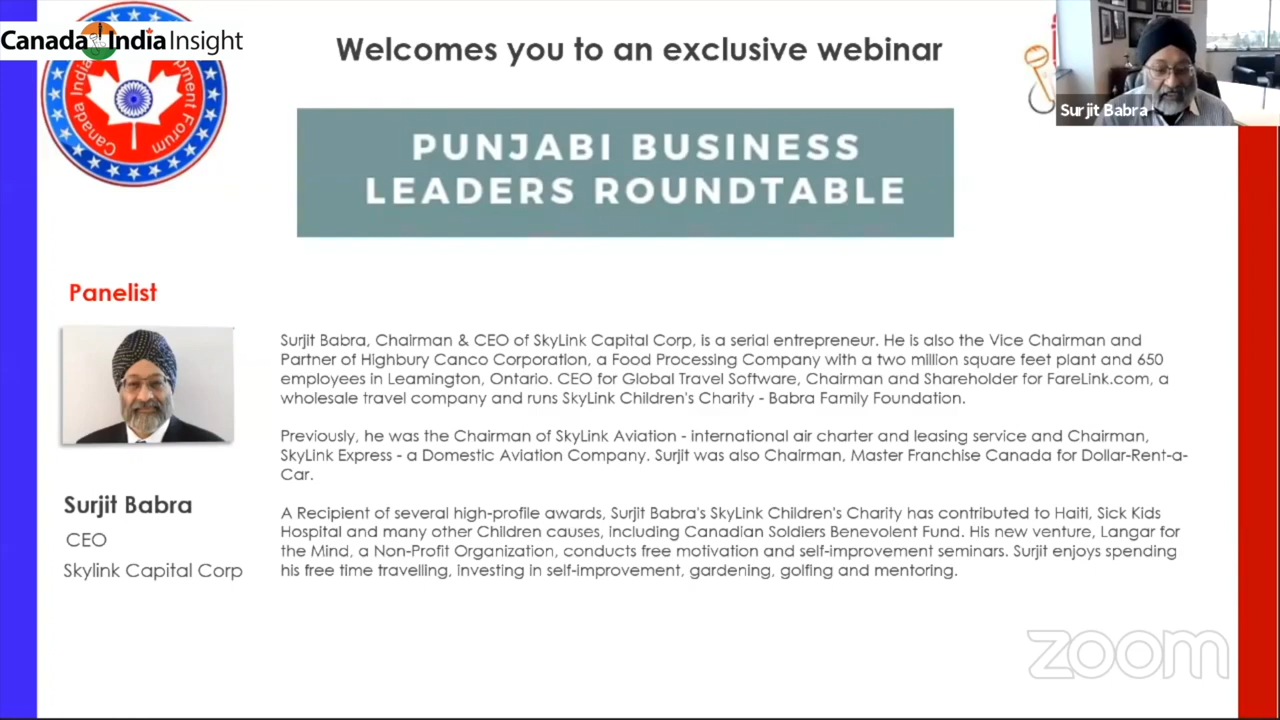 Canada India Insight
Welcomes you to an exclusive webinar
Surjit Babra
Canada India
pment Forum
PUNJABI BUSINESS
LEADERS ROUNDTABLE
Panelist
Surjit Babra, Chairman & CEO of SkyLink Capital Corp, is a serial entrepreneur. He is also the Vice Chairman and
Partner of Highbury Canco Corporation, a Food Processing Company with a two million square feet plant and 650
employees in Leamington, Ontario. CEO for Global Travel Software, Chairman and Shareholder for FareLink.com, a
wholesale travel company and runs SkyLink Children's Charity - Babra Family Foundation.
Previously, he was the Chairman of SkyLink Aviation - international air charter and leasing service and Chairman,
SkyLink Express - a Domestic Aviation Company. Surjit was also Chairman, Master Franchise Canada for Dollar-Rent-a-
Car.
A Recipient of several high-profile awards, Surjit Babra's SkyLink Children's Charity has contributed to Haiti, Sick Kids
Hospital and many other Children causes, including Canadian Soldiers Benevolent Fund. His new venture, Langar for
the Mind, a Non-Profit Organization, conducts free motivation and self-improvement seminars. Surjit enjoys spending
his free time travelling, investing in self-improvement, gardening, golfing and mentoring.
Surjit Babra
CEO
Skylink Capital Corp
zoom